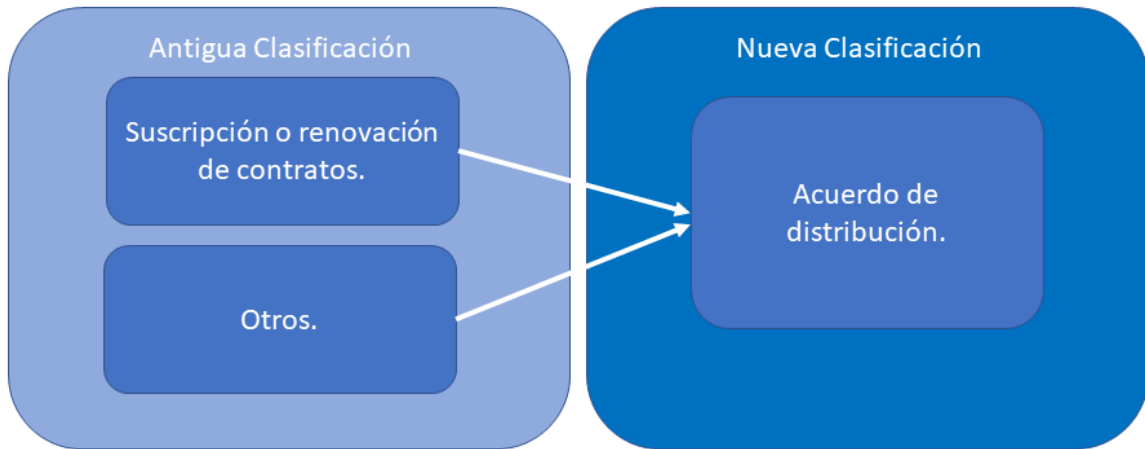 Antigua Clasificación
Suscripción o renovación
de contratos.
Otros.
Nueva Clasificación
Acuerdo de
distribución.